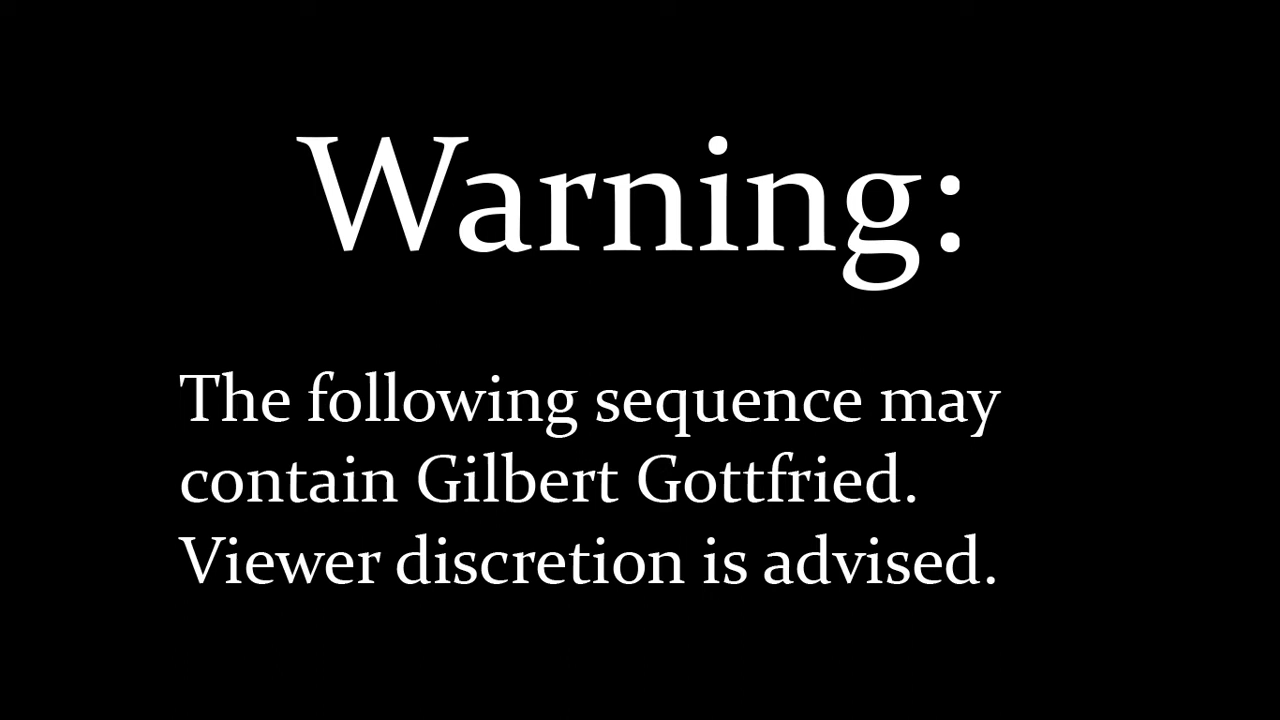 Warning:
The following sequence may
contain Gilbert Gottfried.
Viewer discretion is advised.